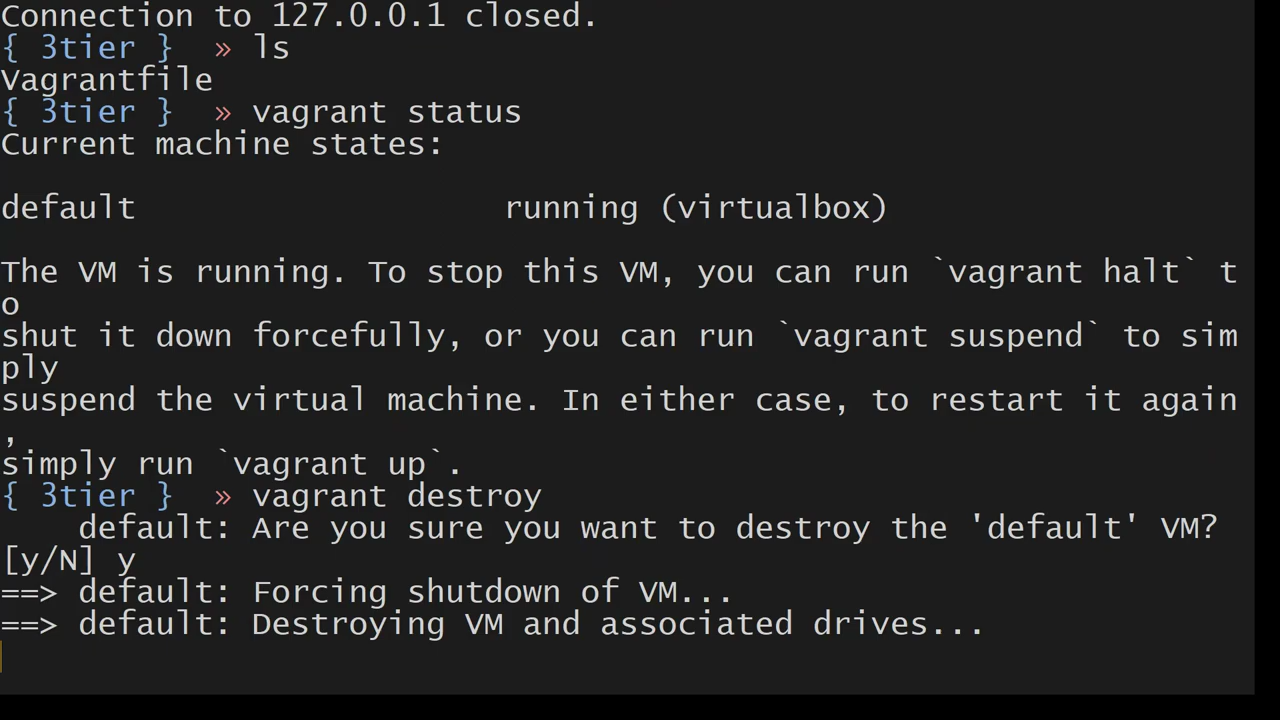 Connection to 127.0.0.1 closed.
{ 3tier }  » ls
Vagrantfile
{ 3tier }  » vagrant status
Current machine states:
default                   running (virtualbox)
The VM is running. To stop this VM, you can run `vagrant halt` t
o
shut it down forcefully, or you can run `vagrant suspend` to sim
ply
suspend the virtual machine. In either case, to restart it again
,
simply run `vagrant up`.
{ 3tier }  » vagrant destroy
    default: Are you sure you want to destroy the 'default' VM?
[y/N] y
==> default: Forcing shutdown of VM...
==> default: Destroying VM and associated drives...